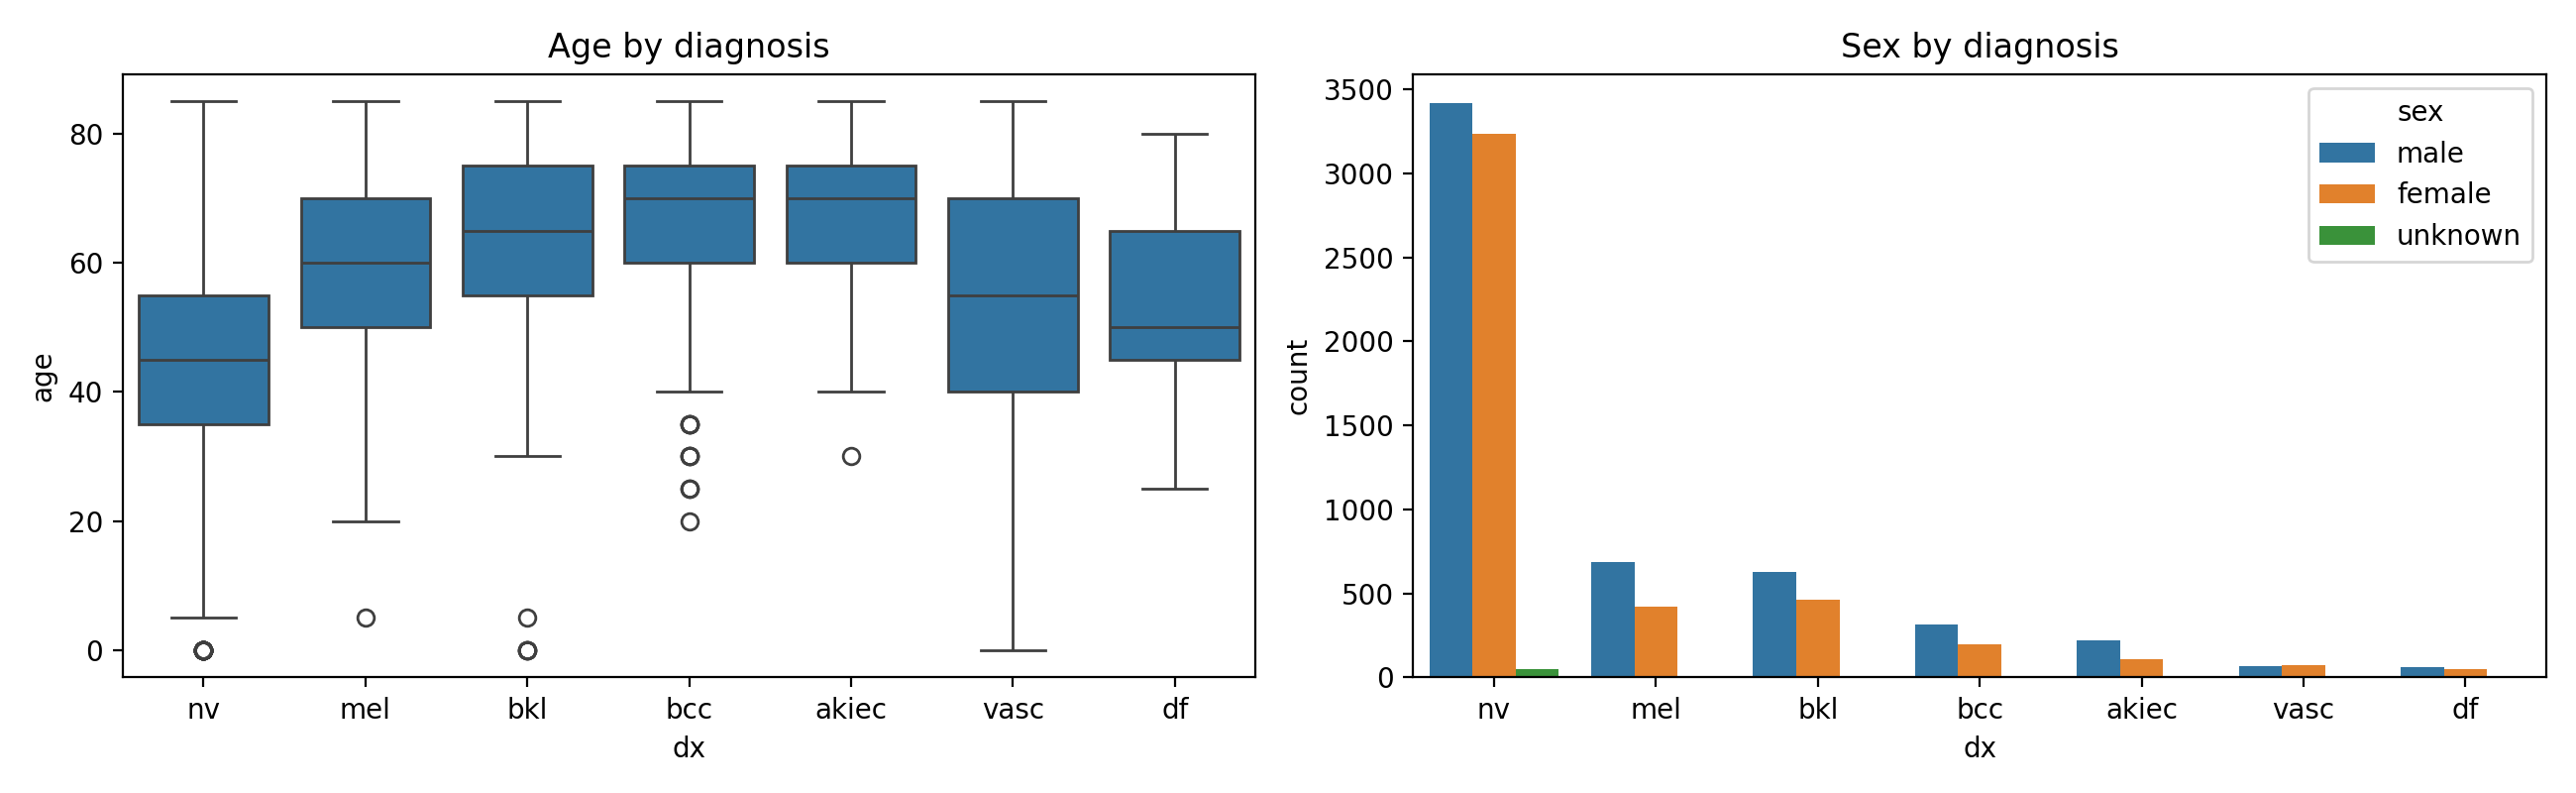 Age by diagnosis
80
60
40
20
0
age
nv mel bkl bcc akiec vasc df
dx
Sex by diagnosis
3500
3000
2500
2000
1500
1000
500
0
count
sex
male
female
unknown
nv mel bkl bcc akiec vasc df
dx